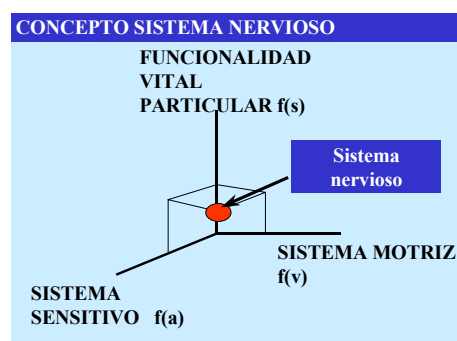 CONCEPTO SISTEMA NERVIOSO
FUNCIONALIDAD
VITAL
PARTICULAR f(s)
Sistema
nervioso
SISTEMA MOTRIZ
f(v)
SISTEMA
SENSITIVO f(a)